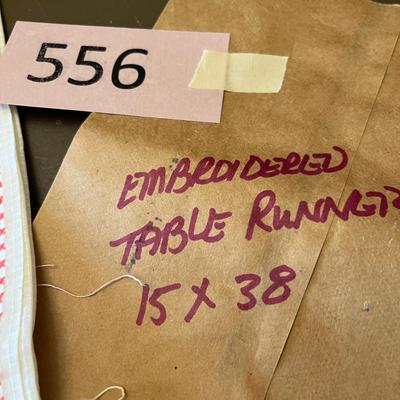 556
EMBROIDERED
TABLE RUNNER
15 X 38